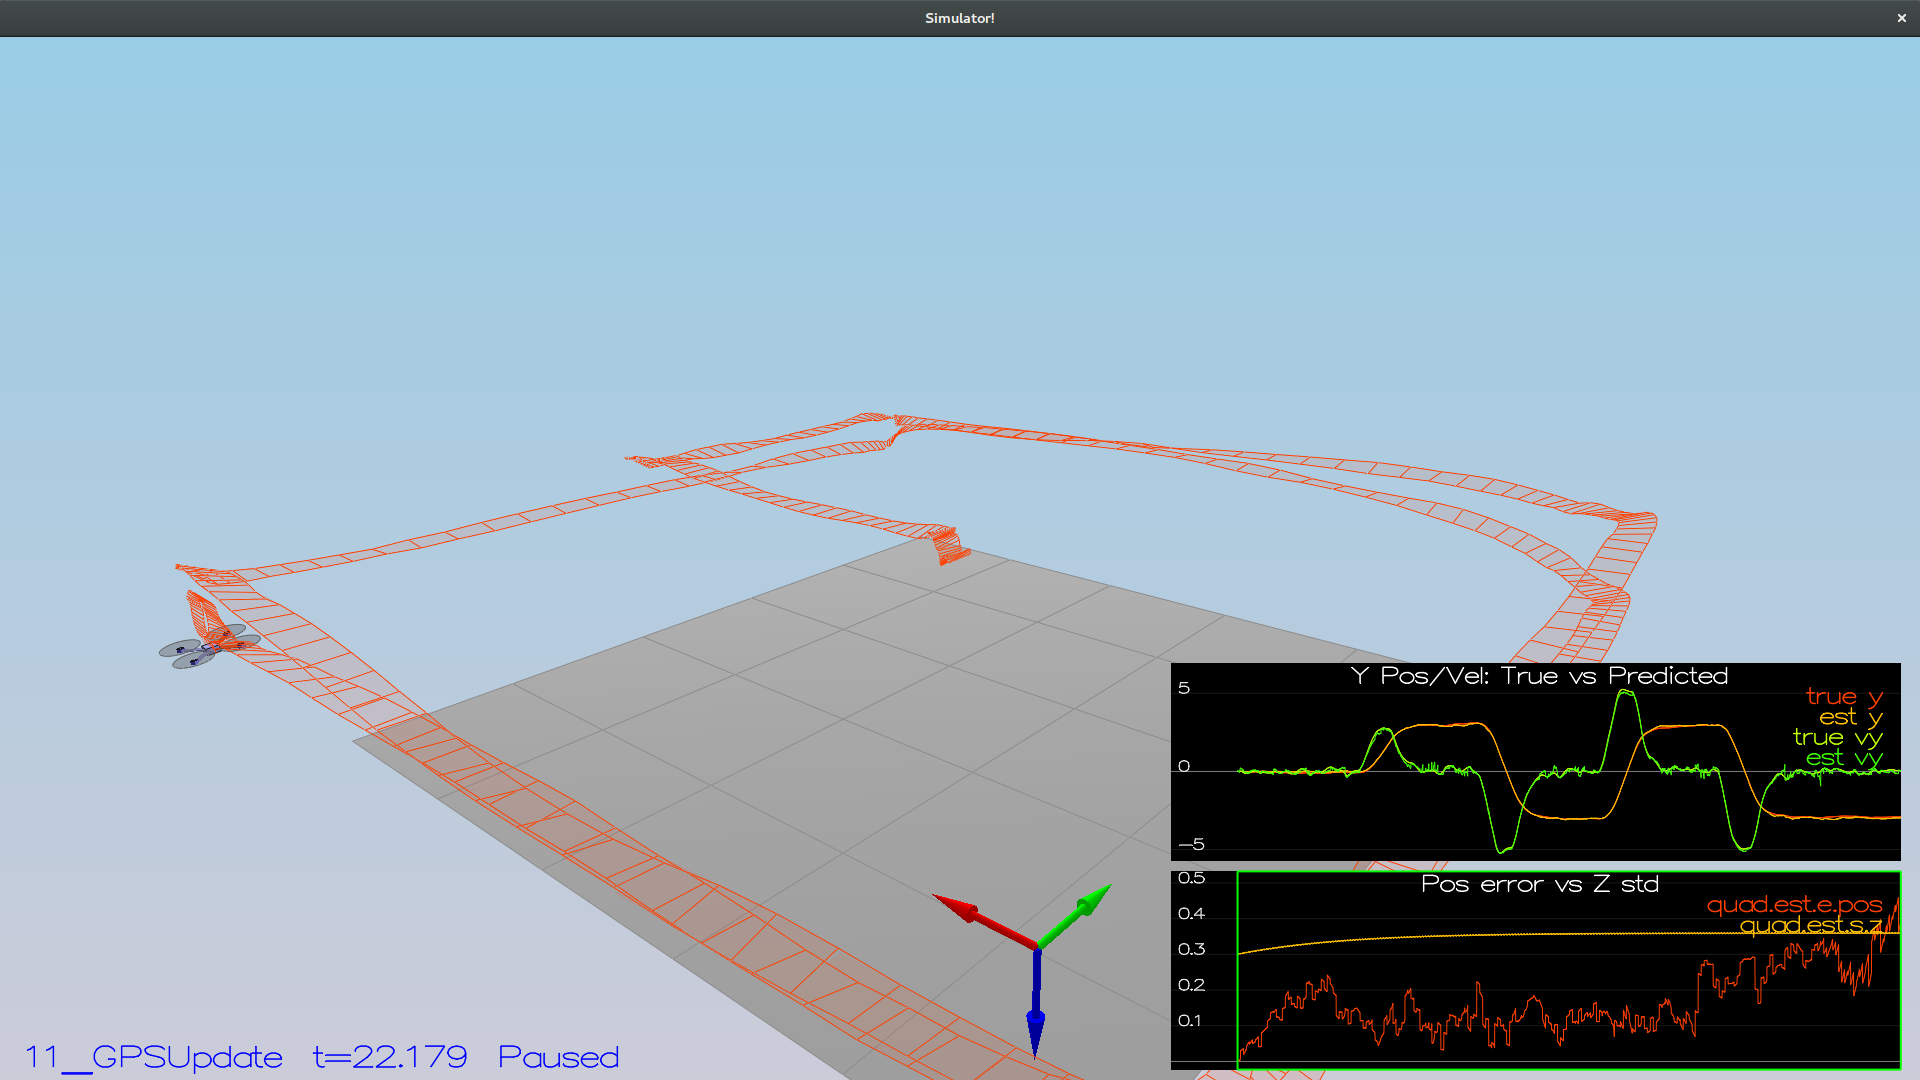 Simulator!
Y Pos/Vel: True vs Predicted
5
true y
est y
true vy
0
est vy
−5
Pos error vs Z std
0.5
quad.est.e.pos
0.4
quad.est.s.z
0.3
0.2
0.1
11__GPSUpdate t=22.179 Paused